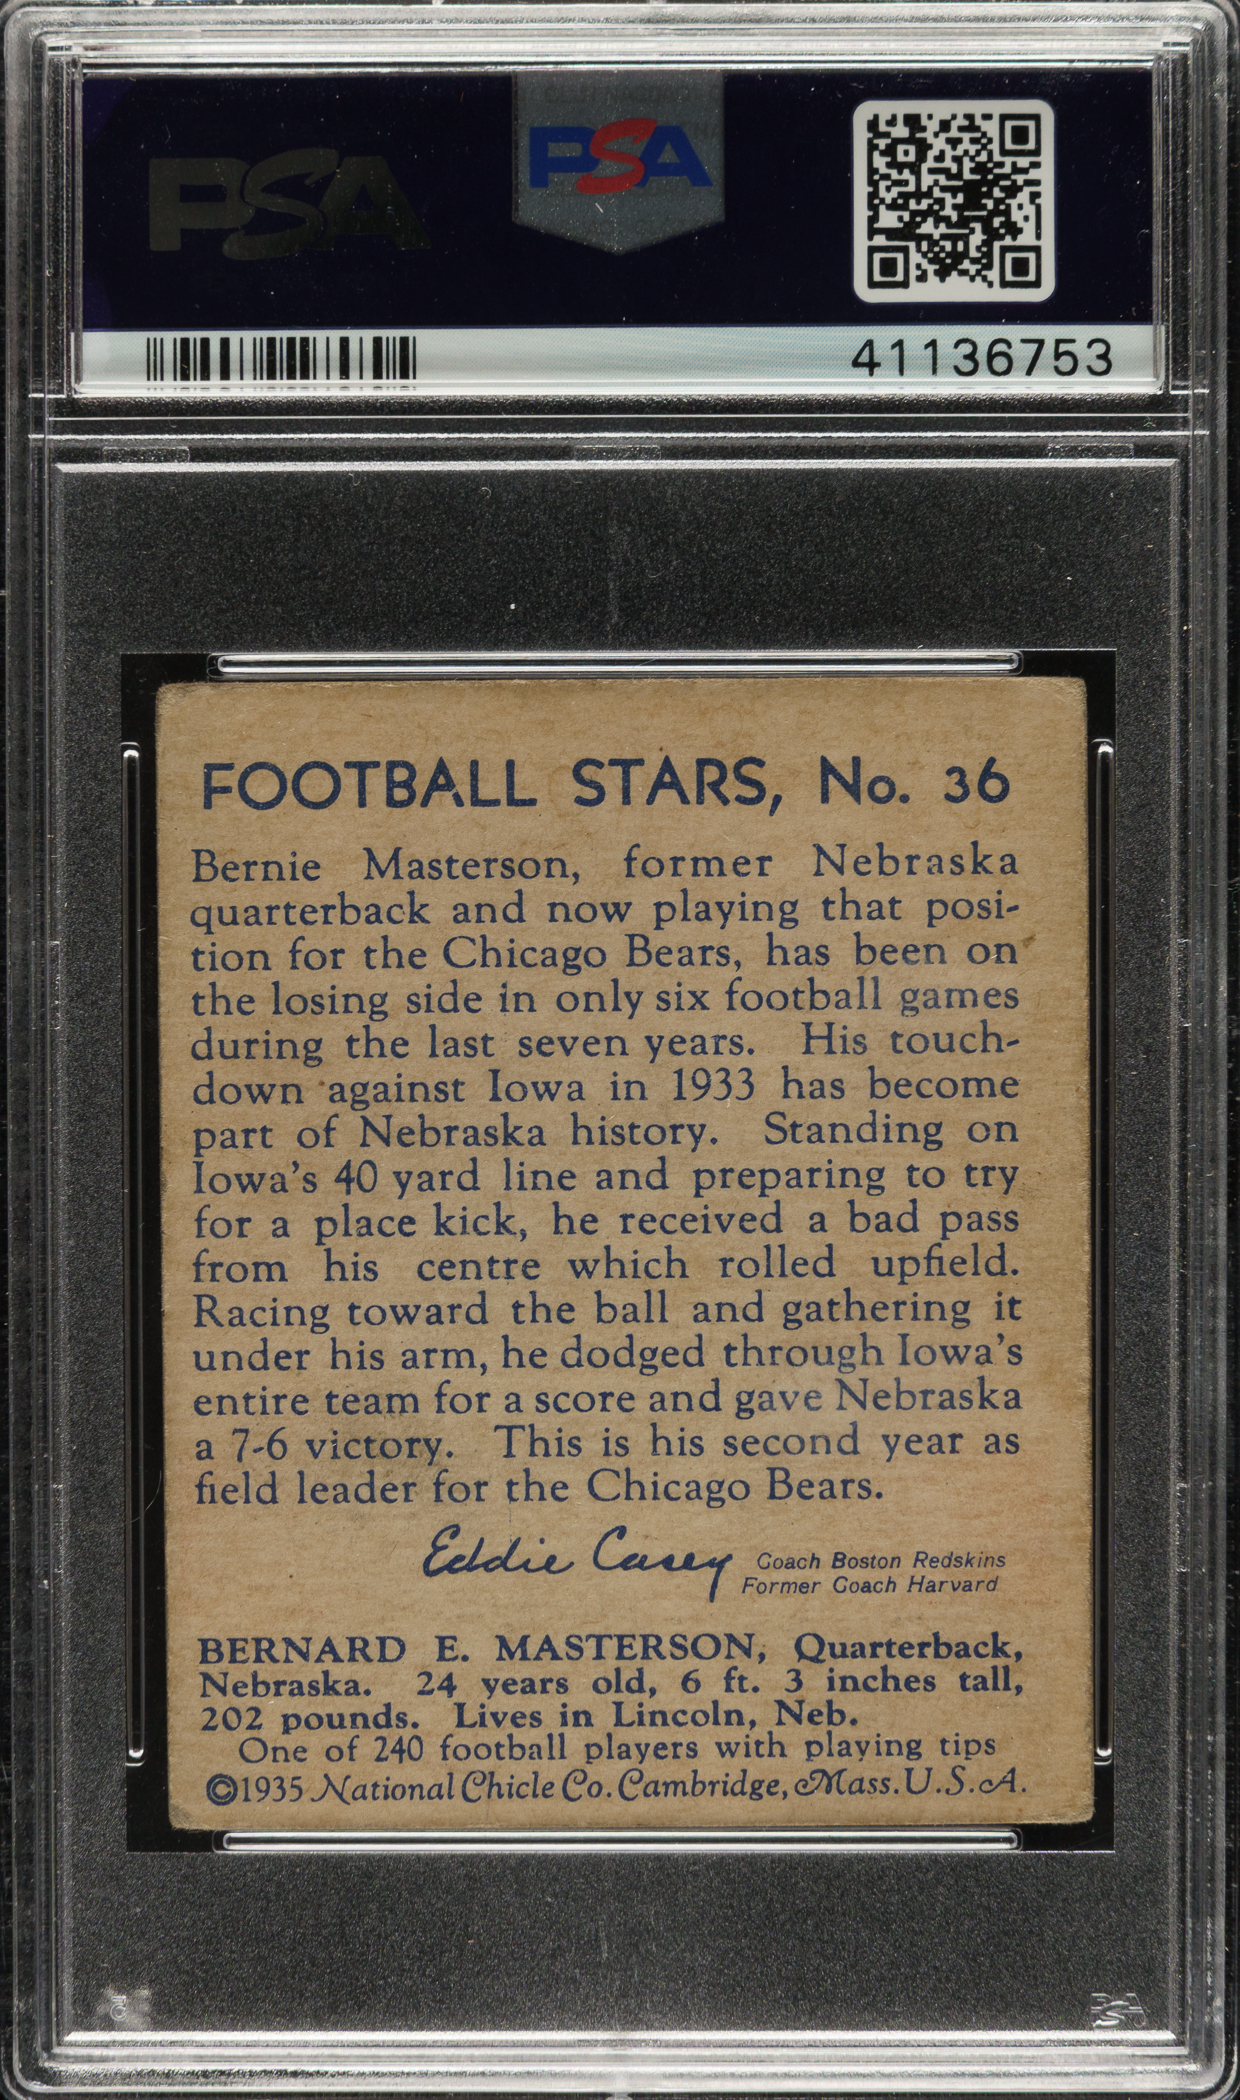 PSA
PSA
41136753
FOOTBALL STARS, No. 36
Bernie Masterson, former Nebraska
quarterback and now playing that posi-
tion for the Chicago Bears, has been on
the losing side in only six football games
during the last seven years. His touch-
down against Iowa in 1933 has become
part of Nebraska history. Standing on
Iowa's 40 yard line and preparing to try
for a place kick, he received a bad pass
from his centre which rolled upfield.
Racing toward the ball and gathering it
under his arm, he dodged through Iowa's
entire team for a score and gave Nebraska
a 7-6 victory. This is his second year as
field leader for the Chicago Bears.
Eddie Casey Coach Boston Redskins
Former Coach Harvard
BERNARD E. MASTERSON, Quarterback,
Nebraska. 24 years old, 6 ft. 3 inches tall,
202 pounds. Lives in Lincoln, Neb.
One of 240 football players with playing tips
©1935 National Chicle Co. Cambridge, Mass. U.S.A.
PSA